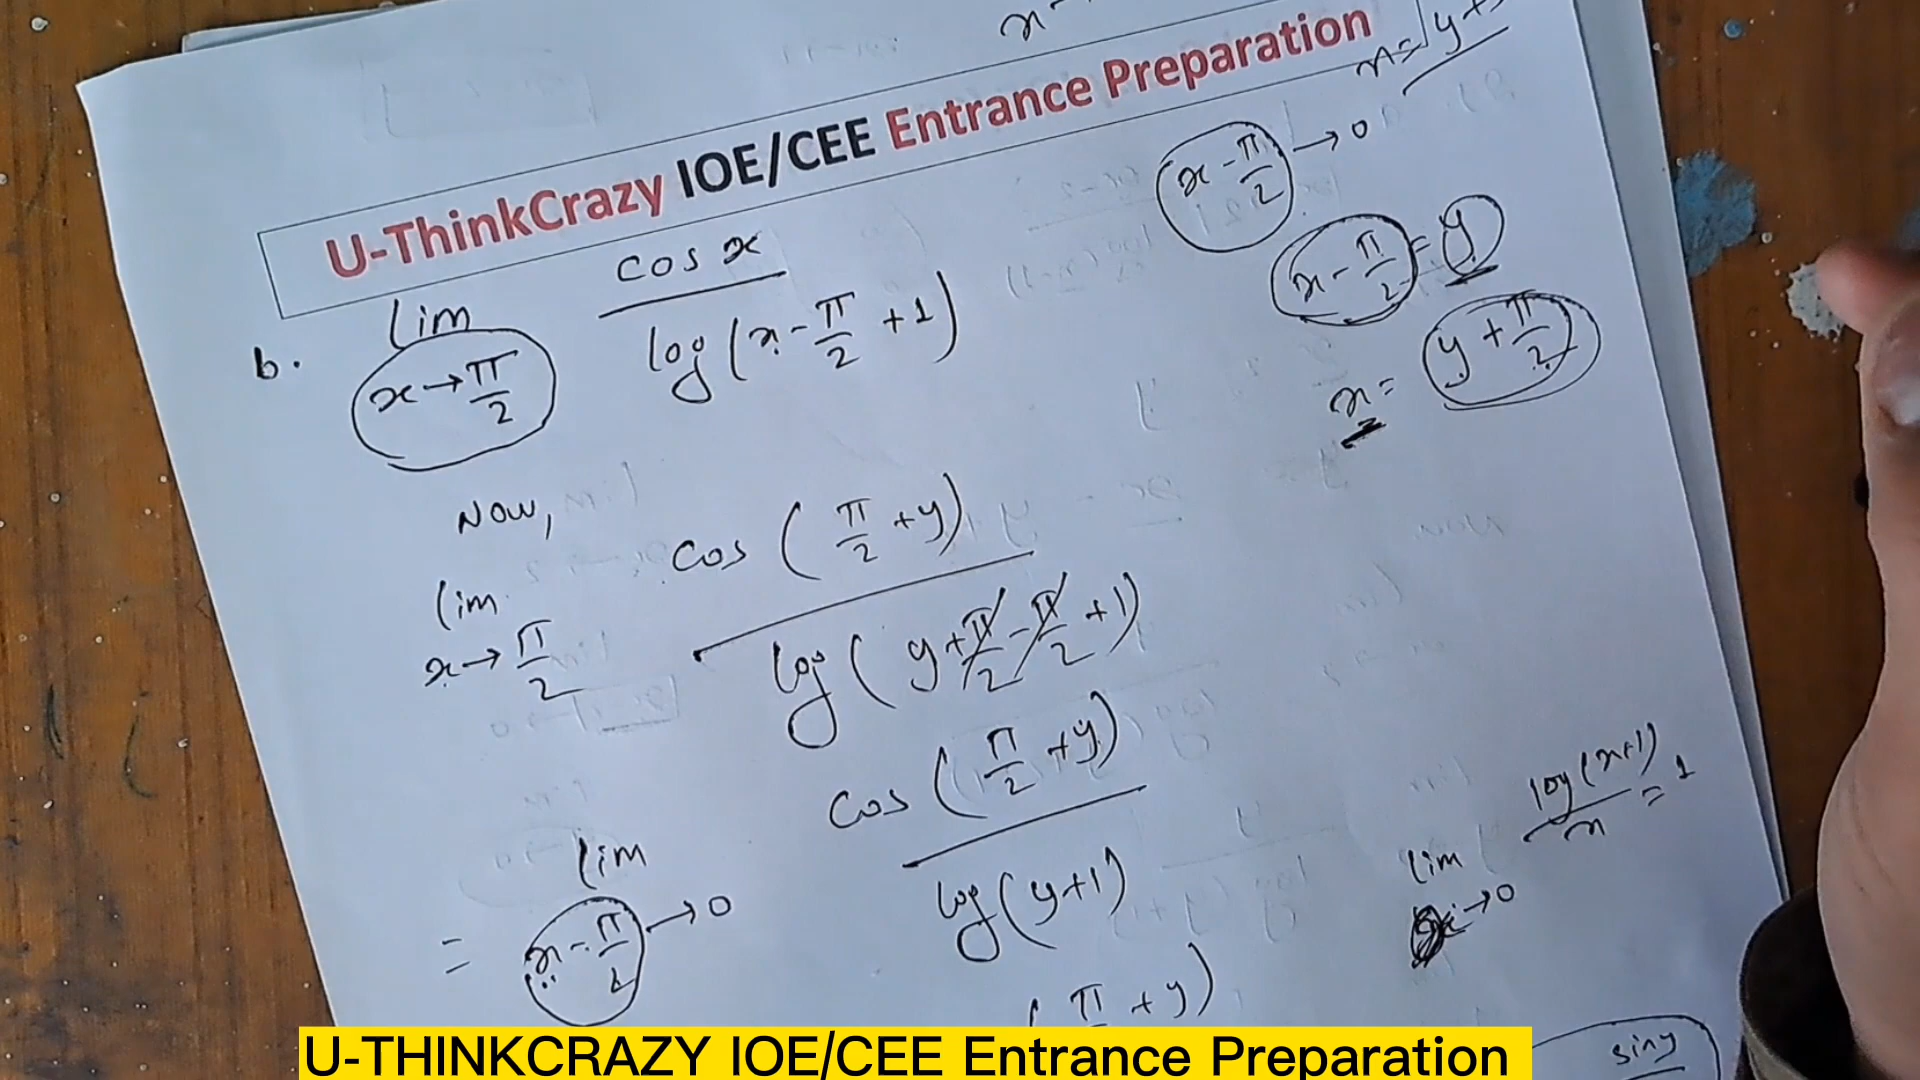 U-ThinkCrazy IOE/CEE Entrance Preparation
b. lim x→π/2 cos x / log(x - π/2 + 1)
x - π/2 → 0
x - π/2 = y
x = y + π/2
Now,
lim x→π/2 cos(π/2 + y) / log(y + π/2 - π/2 + 1)
= lim x - π/2 → 0 cos(π/2 + y) / log(y+1)
lim x→0 log(x+1) / x = 1
π + y)
siny
U-THINKCRAZY IOE/CEE Entrance Preparation